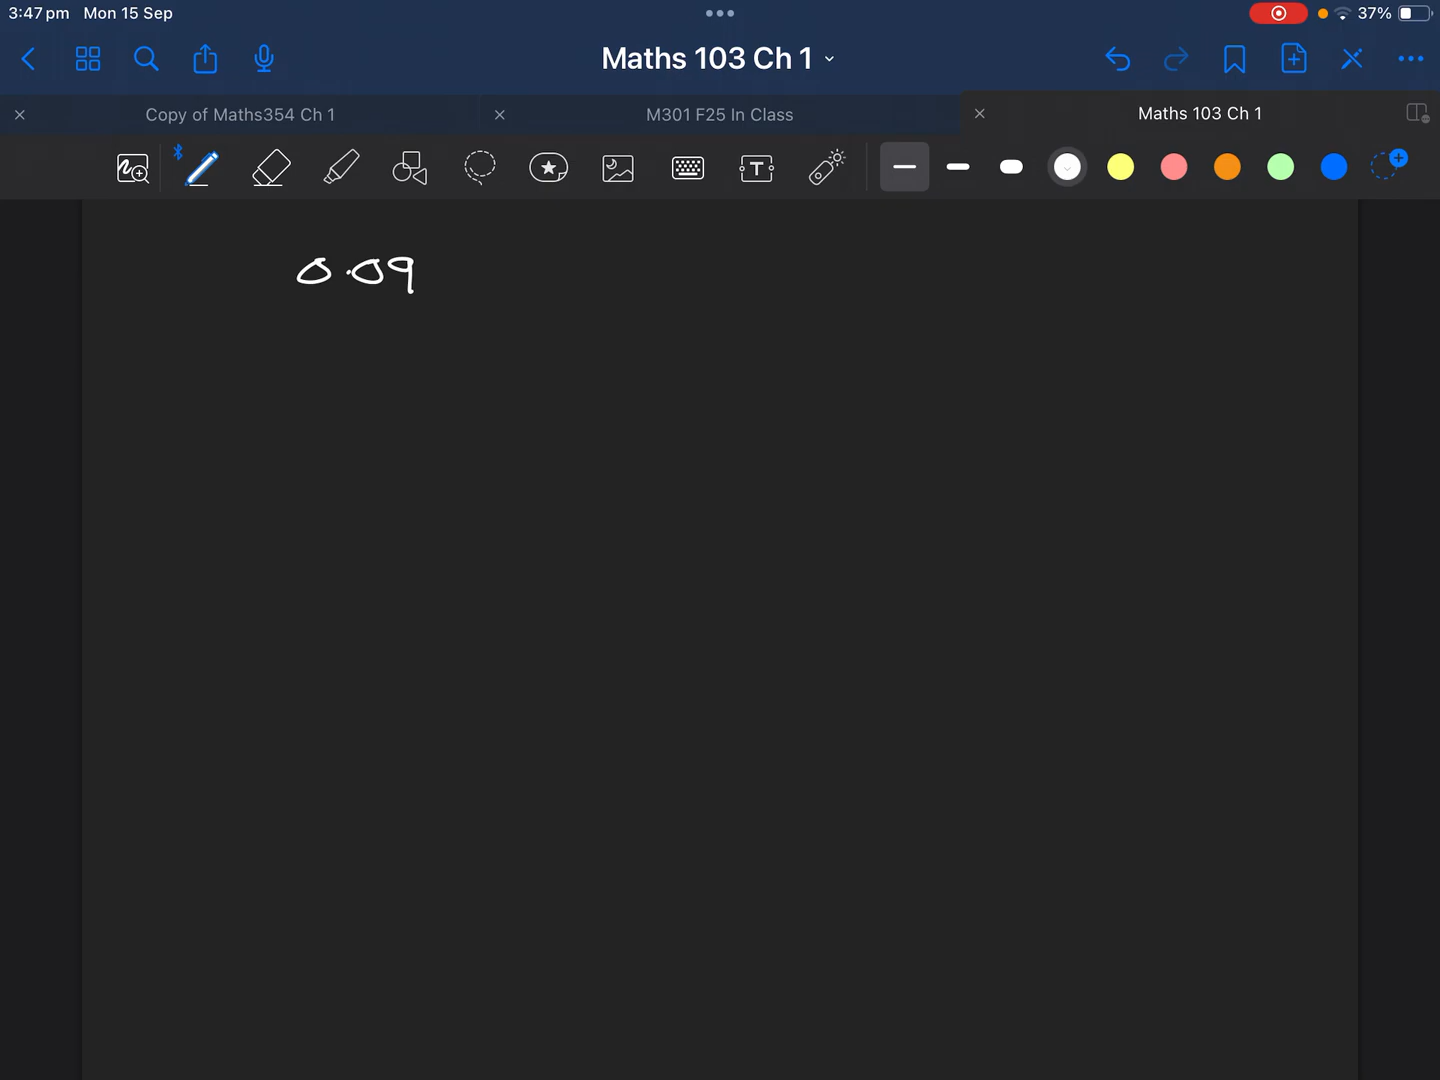 3:47 pm Mon 15 Sep
37%
Maths 103 Ch 1
Copy of Maths354 Ch 1
M301 F25 In Class
Maths 103 Ch 1
T
0.09